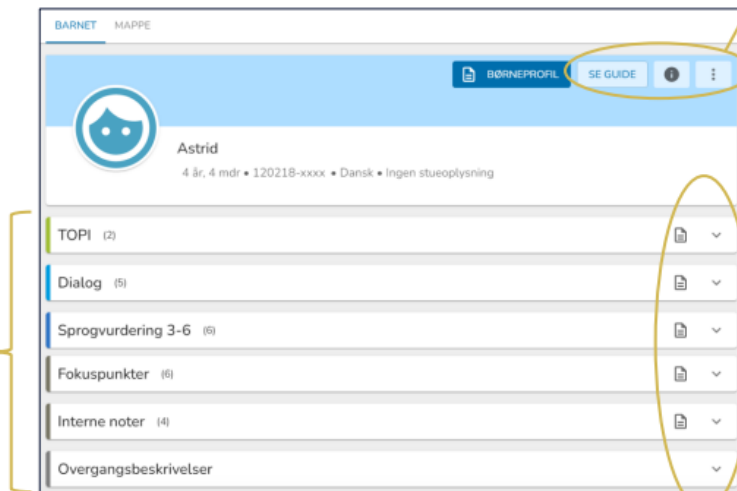 BARNET MAPPE
BØRNEPROFIL SE GUIDE
Astrid
4 år, 4 mdr • 120218-xxxx • Dansk • Ingen stueoplysning
TOPI (2)
Dialog (5)
Sprogvurdering 3-6 (6)
Fokuspunkter (6)
Interne noter (4)
Overgangsbeskrivelser